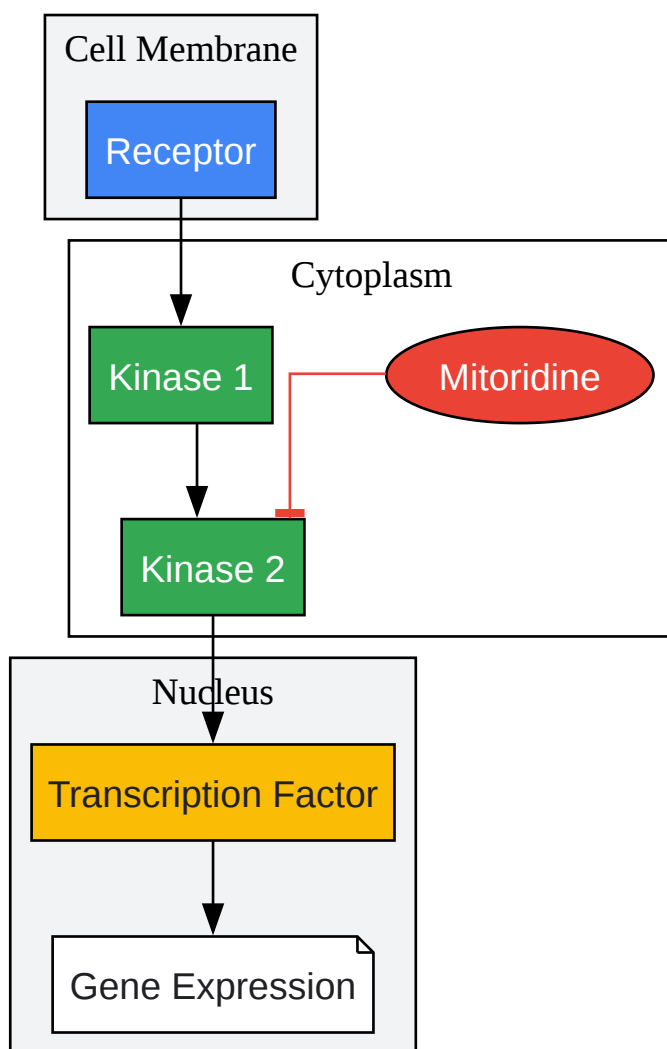 Cell Membrane
Receptor
Cytoplasm
Kinase 1
Mitoridine
Kinase 2
Nucleus
Transcription Factor
Gene Expression